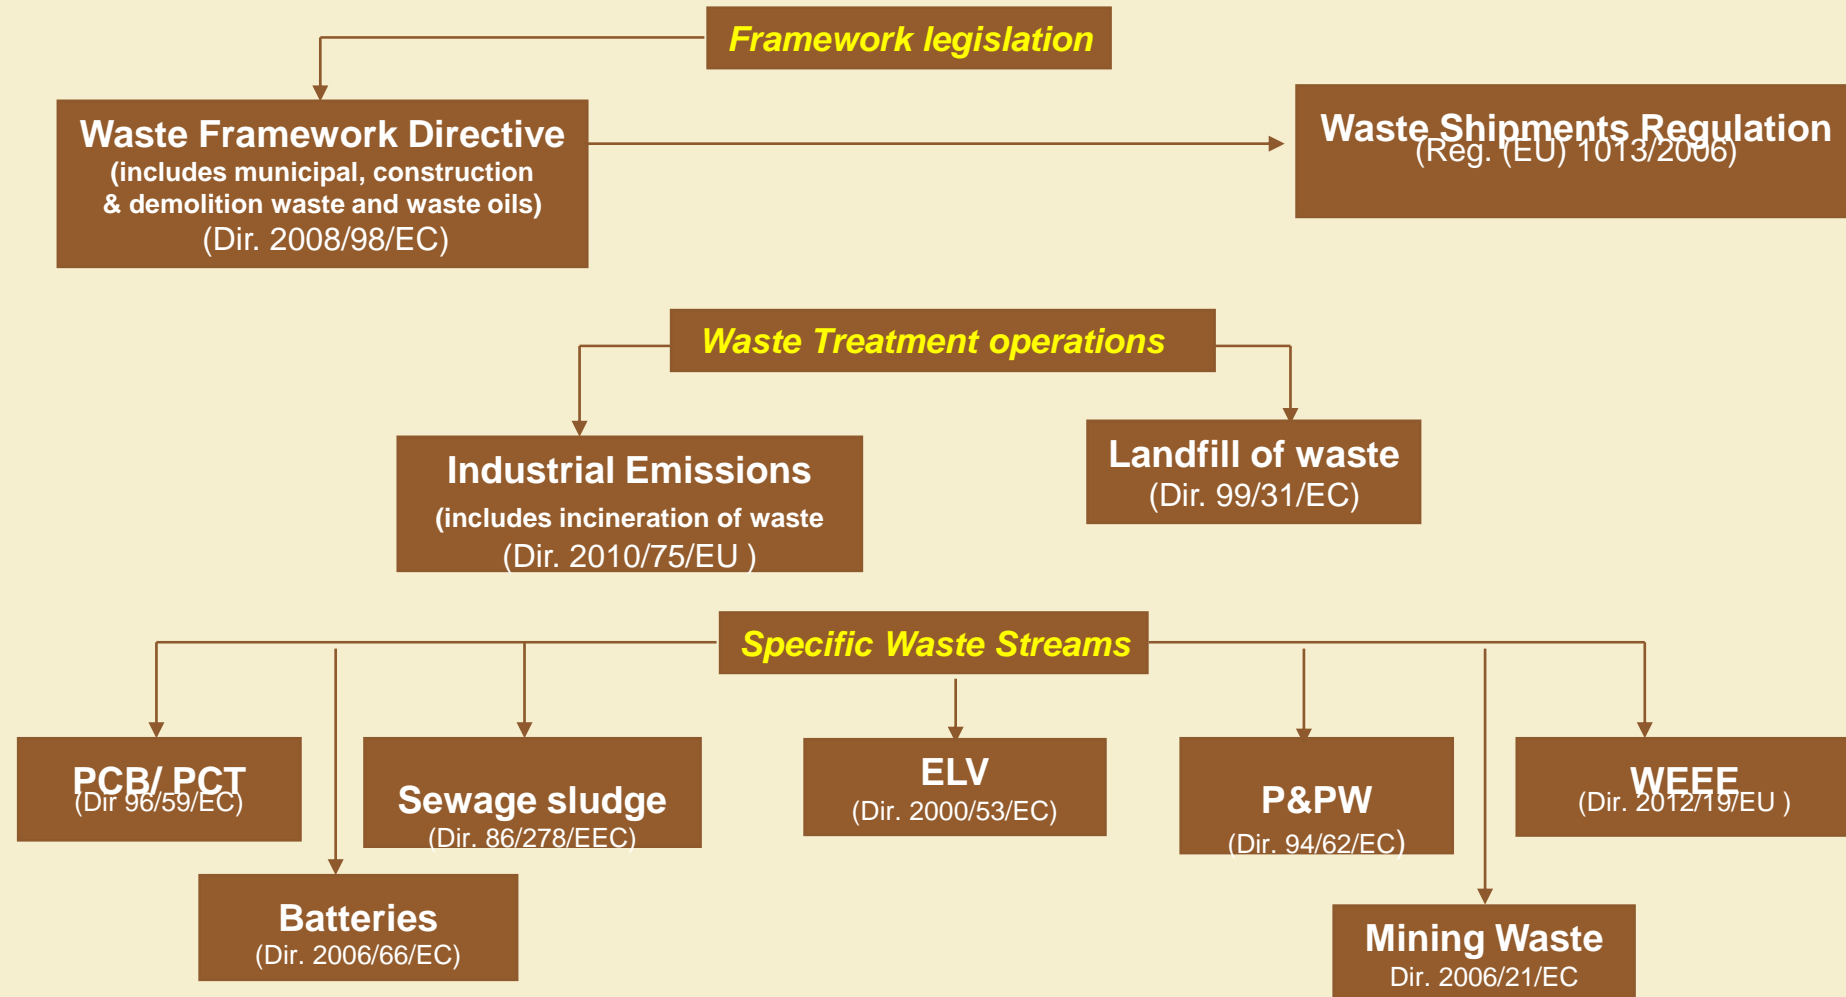 Framework legislation
Waste Framework Directive
(includes municipal, construction
& demolition waste and waste oils)
(Dir. 2008/98/EC)
Waste Shipments Regulation
(Reg. (EU) 1013/2006)
Waste Treatment operations
Industrial Emissions
(includes incineration of waste
(Dir. 2010/75/EU )
Landfill of waste
(Dir. 99/31/EC)
Specific Waste Streams
PCB/ PCT
(Dir 96/59/EC)
Sewage sludge
(Dir. 86/278/EEC)
ELV
(Dir. 2000/53/EC)
P&PW
(Dir. 94/62/EC)
WEEE
(Dir. 2012/19/EU )
Batteries
(Dir. 2006/66/EC)
Mining Waste
Dir. 2006/21/EC